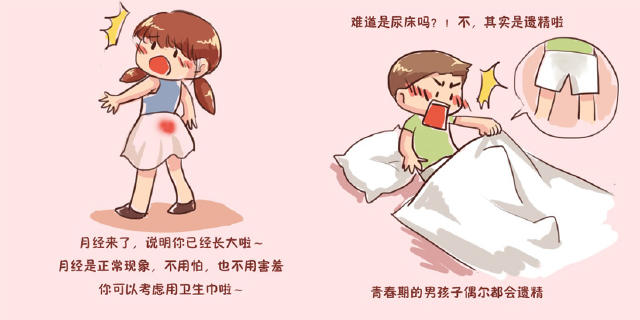 月经来了，说明你已经长大啦~
月经是正常现象，不用怕，也不用害羞
你可以考虑用卫生巾啦~
难道是尿床吗？！不，其实是遗精啦
青春期的男孩子偶尔都会遗精